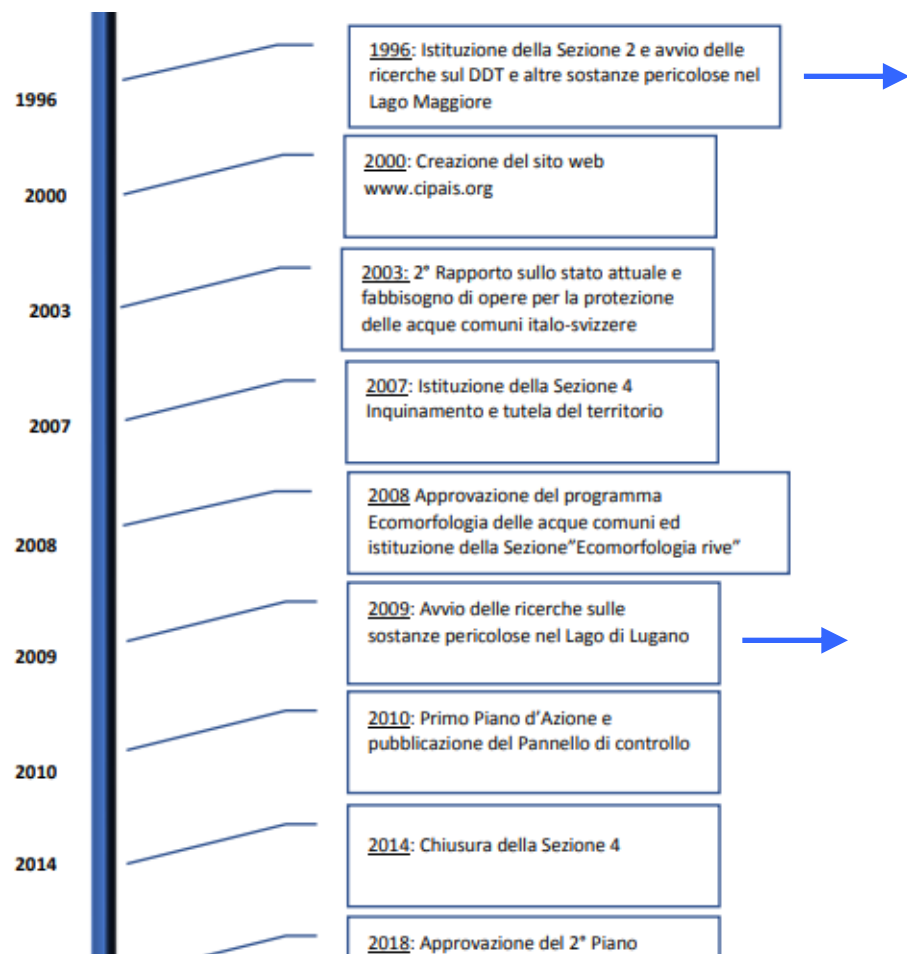 1996
1996: Istituzione della Sezione 2 e avvio delle
ricerche sul DDT e altre sostanze pericolose nel
Lago Maggiore
2000
2000: Creazione del sito web
www.cipais.org
2003
2003: 2° Rapporto sullo stato attuale e
fabbisogno di opere per la protezione
delle acque comuni italo-svizzere
2007
2007: Istituzione della Sezione 4
Inquinamento e tutela del territorio
2008
2008 Approvazione del programma
Ecomorfologia delle acque comuni ed
istituzione della Sezione"Ecomorfologia rive"
2009
2009: Avvio delle ricerche sulle
sostanze pericolose nel Lago di Lugano
2010
2010: Primo Piano d'Azione e
pubblicazione del Pannello di controllo
2014
2014: Chiusura della Sezione 4
2018: Approvazione del 2° Piano